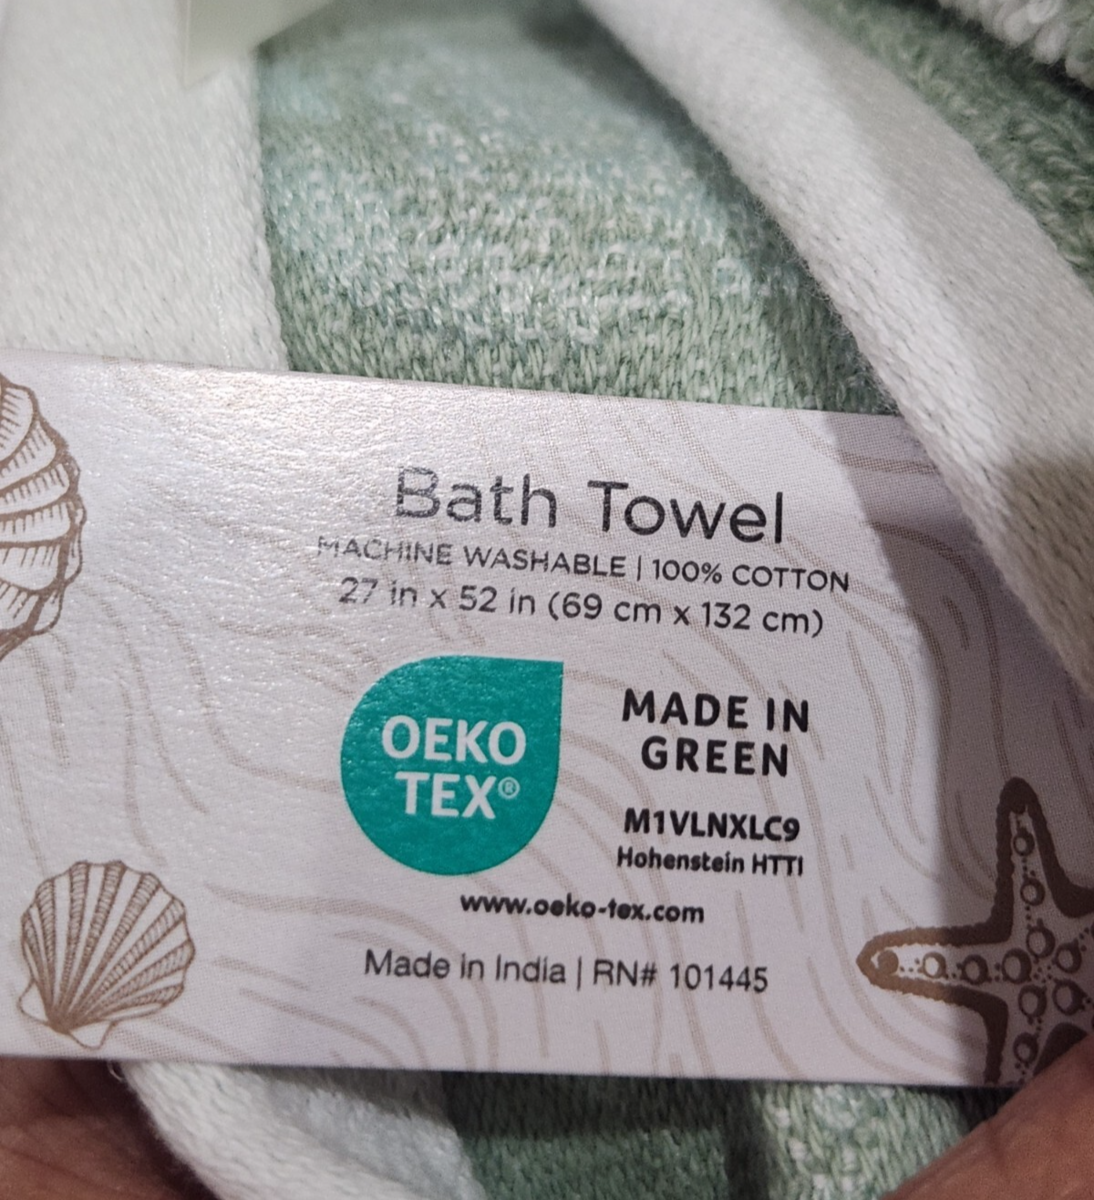 Bath Towel
MACHINE WASHABLE | 100% COTTON
27 in x 52 in (69 cm x 132 cm)
OEKO
TEX®
MADE IN
GREEN
M1VLNXLC9
Hohenstein HTTI
www.oeko-tex.com
Made in India | RN# 101445